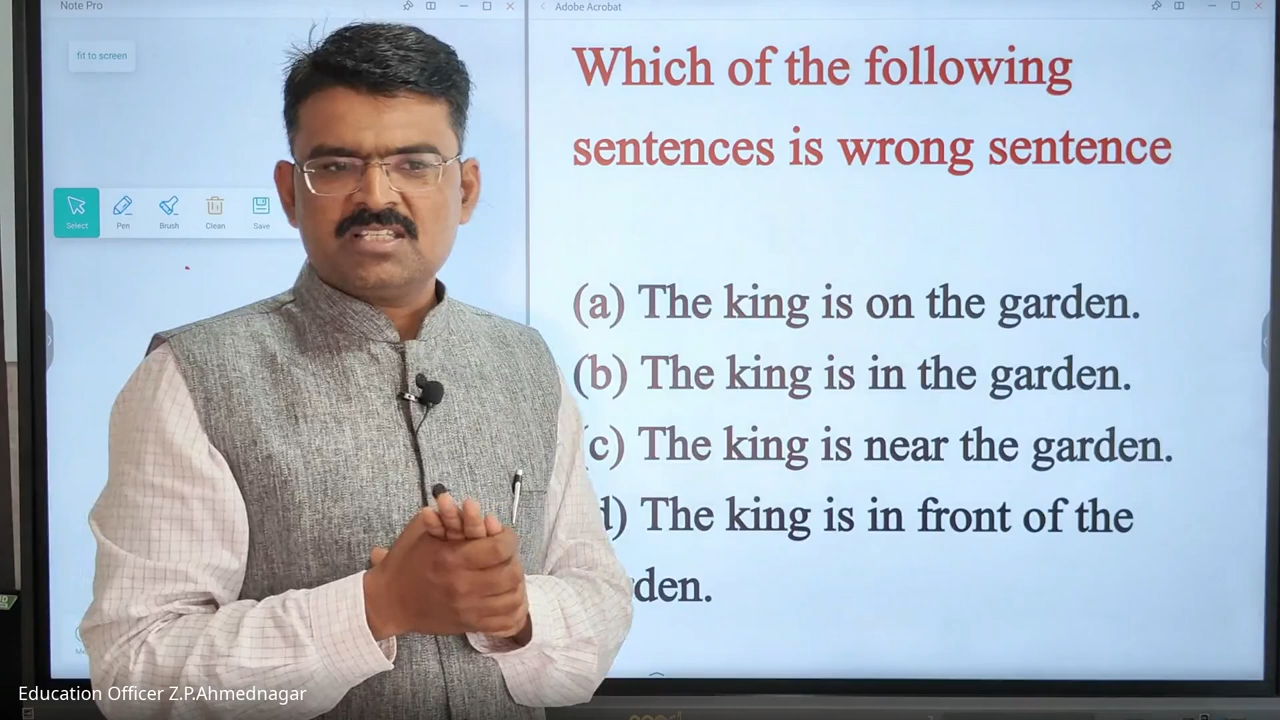 Note Pro
Adobe Acrobat
fit to screen
Select
Pen
Brush
Clean
Save
Which of the following
sentences is wrong sentence
(a) The king is on the garden.
(b) The king is in the garden.
c) The king is near the garden.
d) The king is in front of the
den.
Education Officer Z.P.Ahmednagar